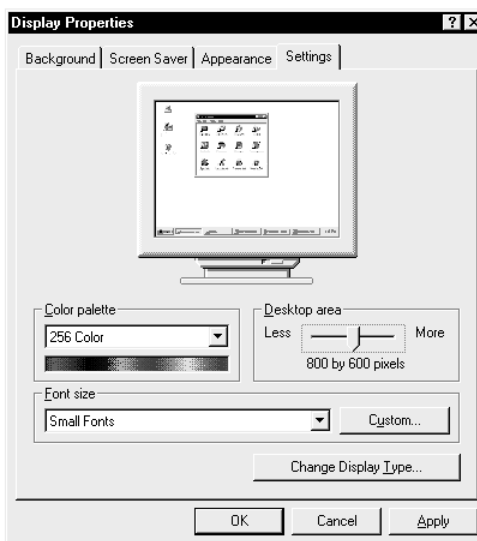 Display Properties
Background Screen Saver Appearance Settings
Color palette
256 Color
Desktop area
Less More
800 by 600 pixels
Font size
Small Fonts
Custom...
Change Display Type...
OK Cancel Apply